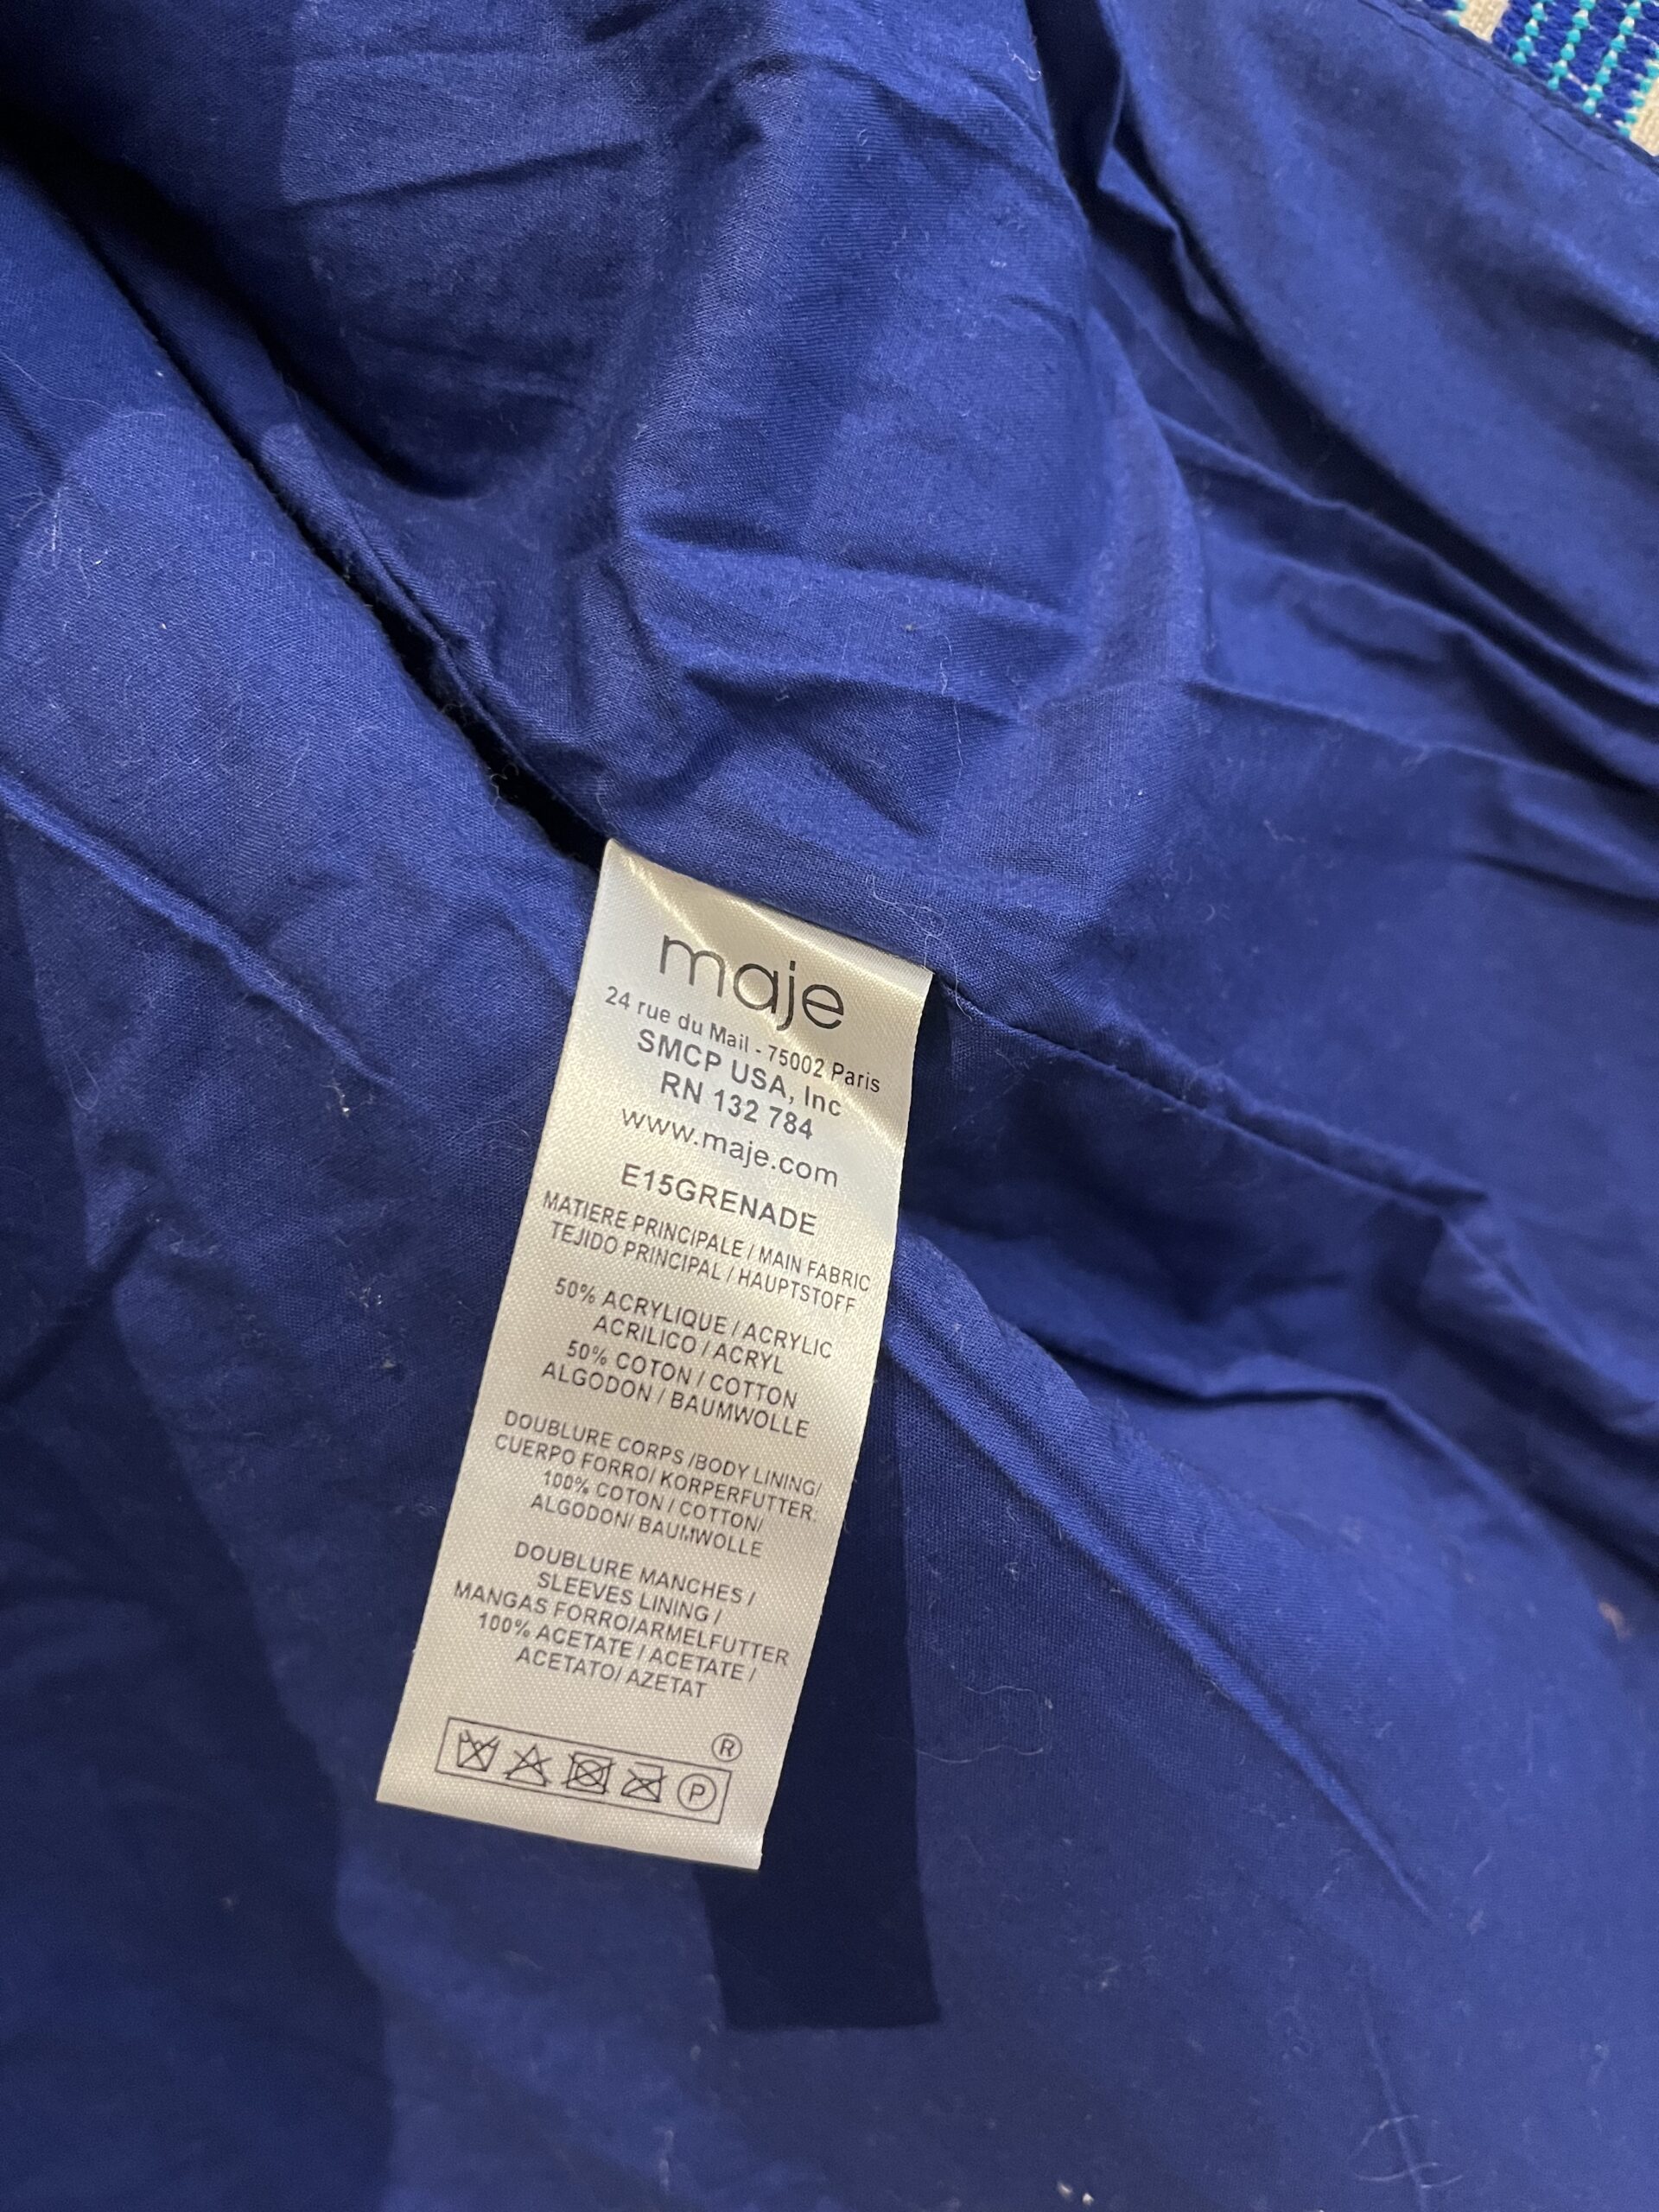 maje
24 rue du Mail - 75002 Paris
SMCP USA, Inc
RN 132 784
www.maje.com
E15GRENADE
MATIERE PRINCIPALE / MAIN FABRIC
TEJIDO PRINCIPAL / HAUPTSTOFF
50% ACRYLIQUE / ACRYLIC
ACRILICO / ACRYL
50% COTON / COTTON
ALGODON / BAUMWOLLE
DOUBLURE CORPS /BODY LINING/
CUERPO FORRO/ KORPERFUTTER:
100% COTON / COTTON/
ALGODON/ BAUMWOLLE
DOUBLURE MANCHES /
SLEEVES LINING /
MANGAS FORRO/ARMELFUTTER
100% ACETATE / ACETATE /
ACETATO/ AZETAT
®
P